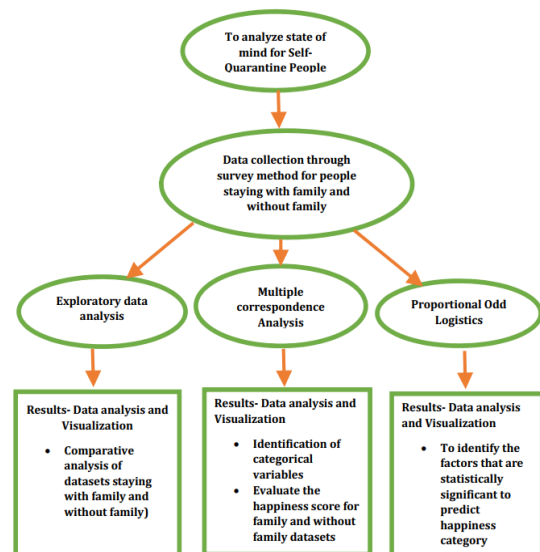 To analyze state of
mind for Self-
Quarantine People
Data collection through
survey method for people
staying with family and
without family
Exploratory data
analysis
Multiple
correspondence
Analysis
Proportional Odd
Logistics
Results- Data analysis and
Visualization
• Comparative
analysis of
datasets staying
with family and
without family)
Results- Data analysis and
Visualization
• Identification of
categorical
variables
• Evaluate the
happiness score for
family and without
family datasets
Results- Data analysis
and Visualization
• To identify the
factors that are
statistically
significant to
predict
happiness
category